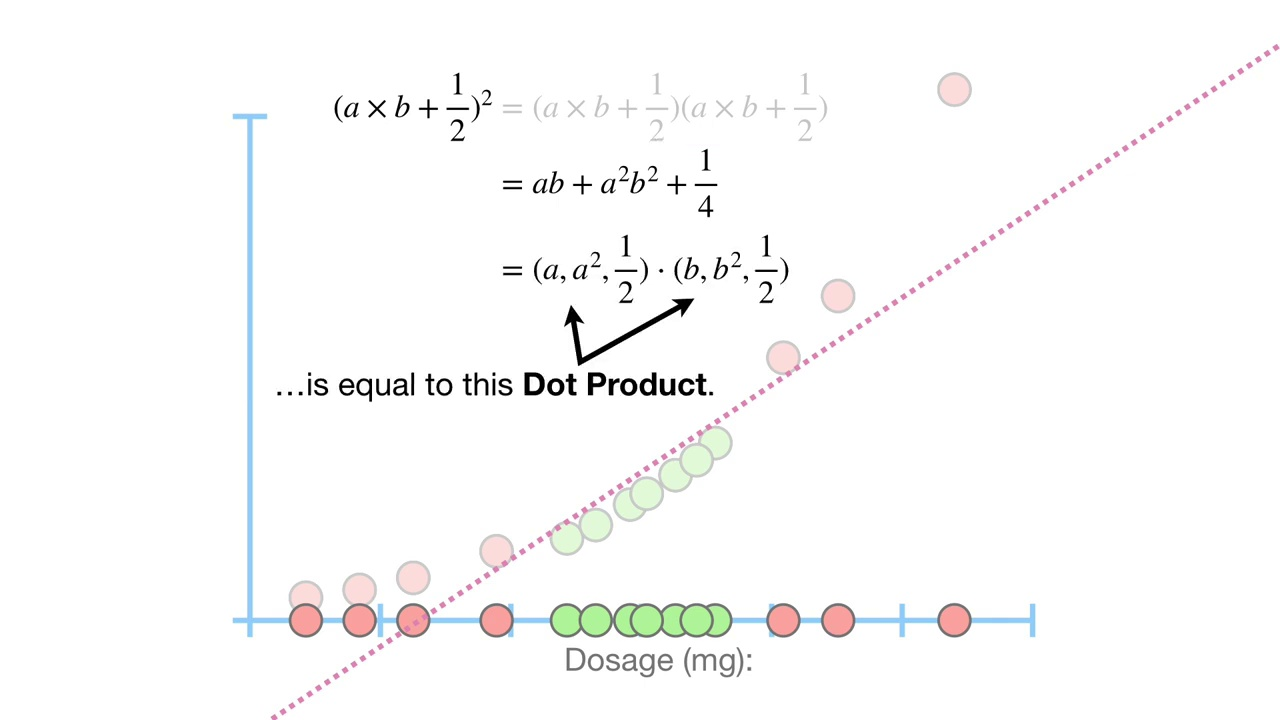 (a × b + 1/2)² = (a × b + 1/2)(a × b + 1/2)
= ab + a²b² + 1/4
= (a, a², 1/2) · (b, b², 1/2)
…is equal to this Dot Product.
Dosage (mg):